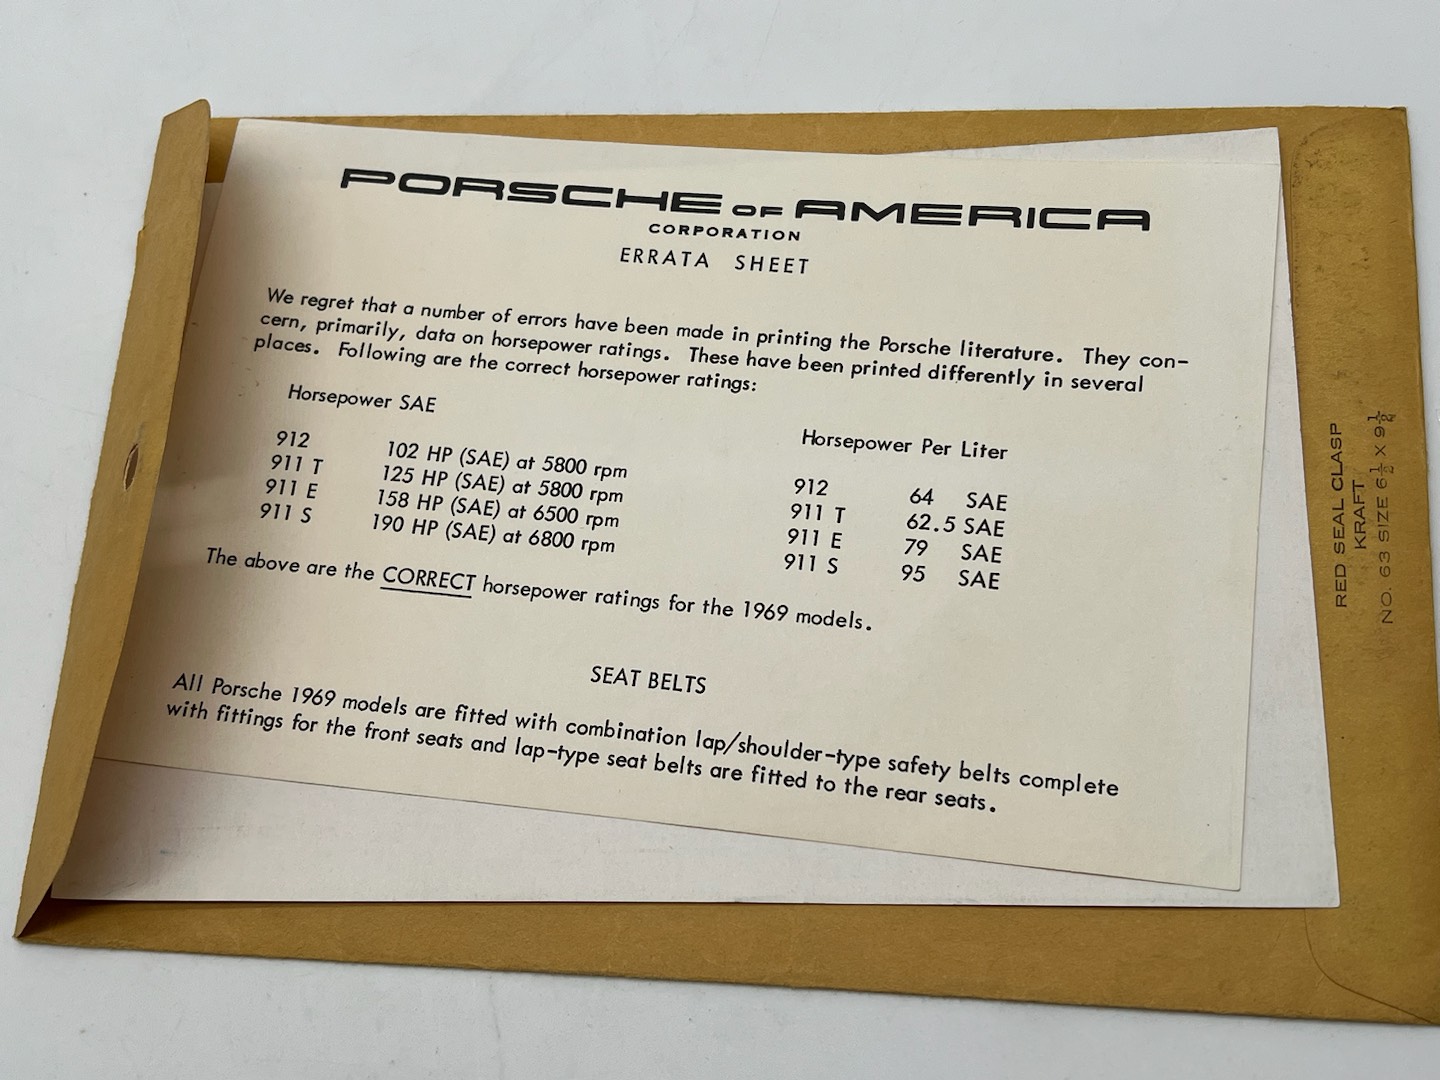 PORSCHE OF AMERICA
CORPORATION
ERRATA SHEET
We regret that a number of errors have been made in printing the Porsche literature. They con-
cern, primarily, data on horsepower ratings. These have been printed differently in several
places. Following are the correct horsepower ratings:
Horsepower SAE
912 102 HP (SAE) at 5800 rpm
911 T 125 HP (SAE) at 5800 rpm
911 E 158 HP (SAE) at 6500 rpm
911 S 190 HP (SAE) at 6800 rpm
Horsepower Per Liter
912 64 SAE
911 T 62.5 SAE
911 E 79 SAE
911 S 95 SAE
The above are the CORRECT horsepower ratings for the 1969 models.
SEAT BELTS
All Porsche 1969 models are fitted with combination lap/shoulder-type safety belts complete
with fittings for the front seats and lap-type seat belts are fitted to the rear seats.
RED SEAL CLASP
KRAFT
NO. 63 SIZE 6½ X 9½